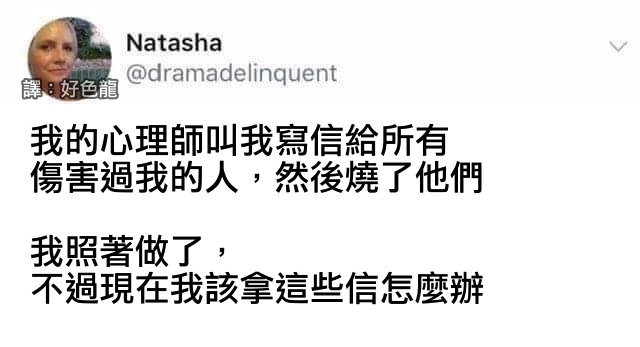 Natasha
@dramadelinquent
譯：好色龍
我的心理師叫我寫信給所有
傷害過我的人，然後燒了他們
我照著做了，
不過現在我該拿這些信怎麼辦